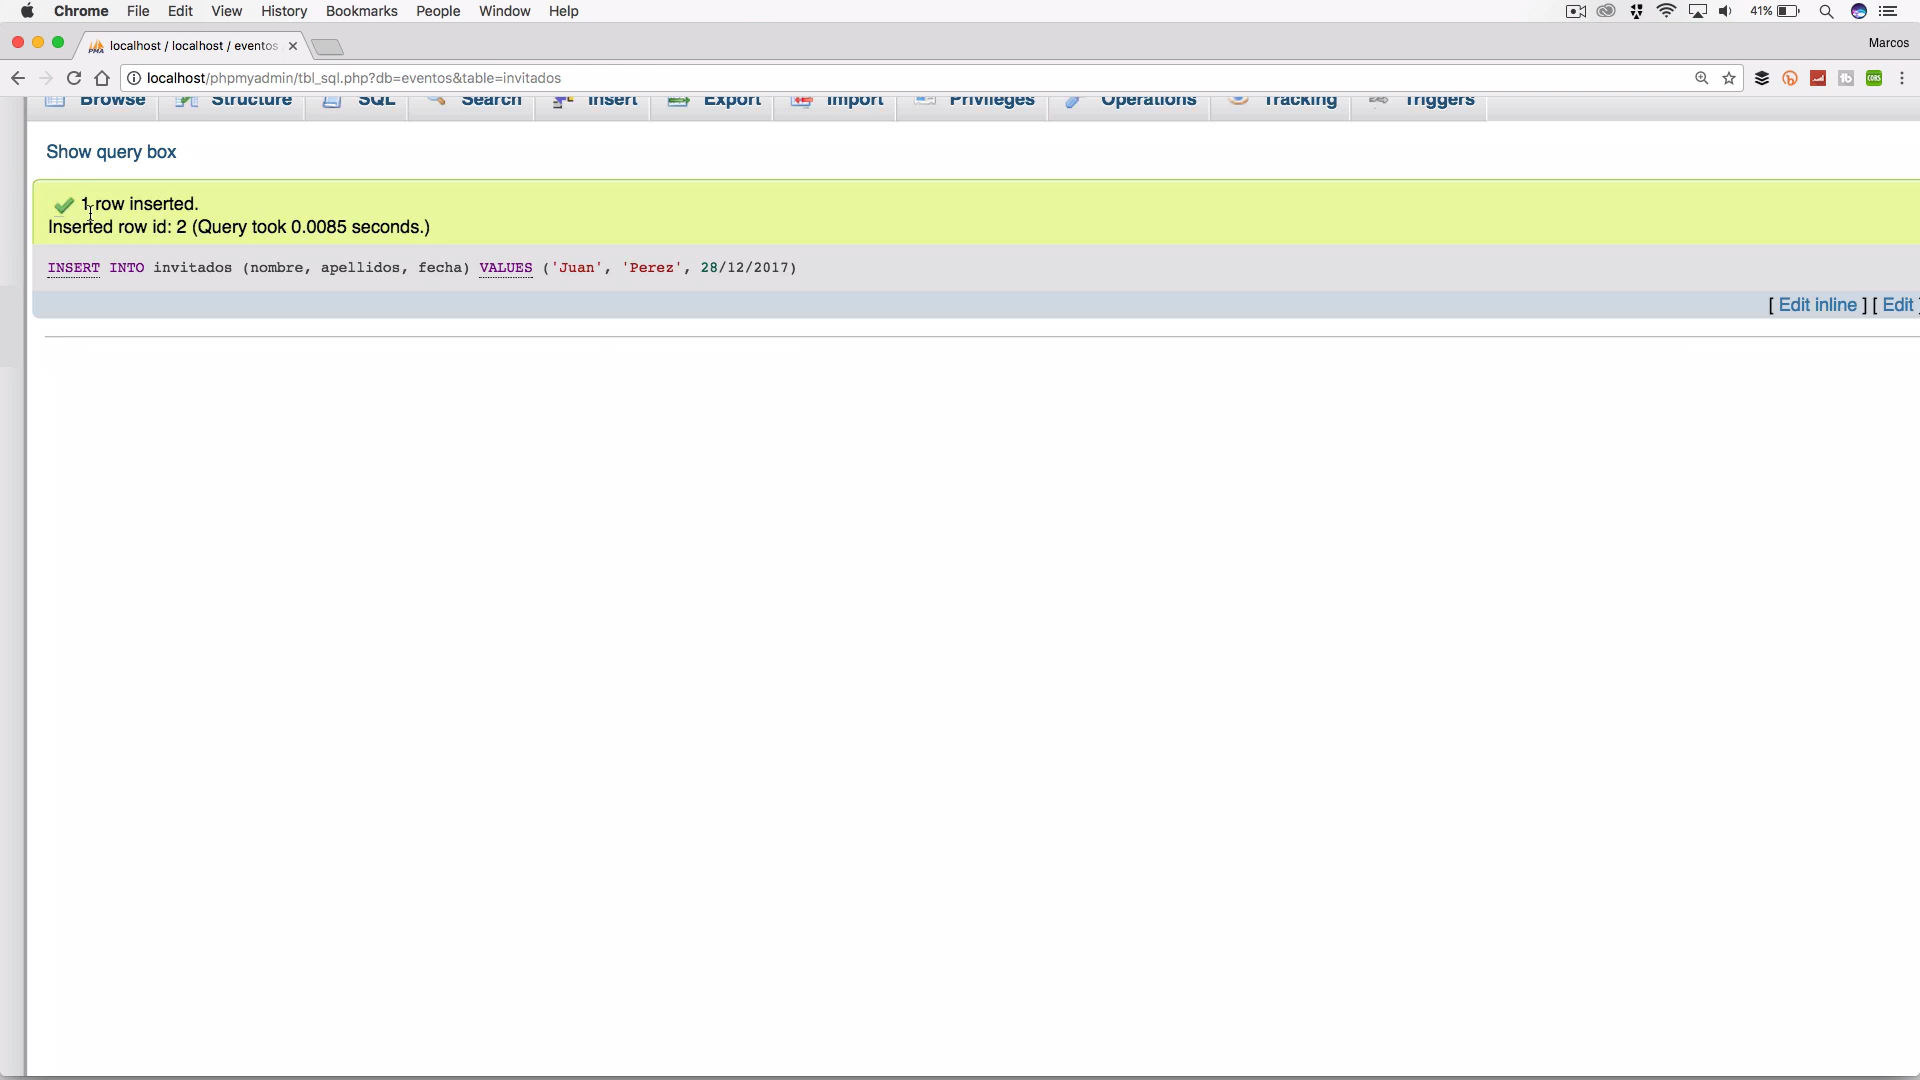 Chrome File Edit View History Bookmarks People Window Help 41%
localhost / localhost / eventos Marcos
localhost/phpmyadmin/tbl_sql.php?db=eventos&table=invitados
Browse Structure SQL Search Insert Export Import Privileges Operations Tracking Triggers
Show query box
1 row inserted.
Inserted row id: 2 (Query took 0.0085 seconds.)
INSERT INTO invitados (nombre, apellidos, fecha) VALUES ('Juan', 'Perez', 28/12/2017)
[ Edit inline ] [ Edit ]